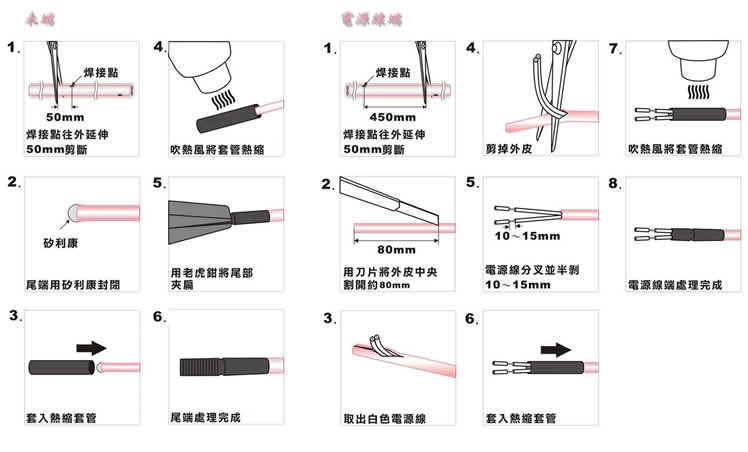 末端
1.
焊接點
50mm
焊接點往外延伸
50mm剪斷
2.
矽利康
尾端用矽利康封閉
3.
套入熱縮套管
4.
吹熱風將套管熱縮
5.
用老虎鉗將尾部
夾扁
6.
尾端處理完成
電源線端
1.
焊接點
450mm
焊接點往外延伸
50mm剪斷
2.
80mm
用刀片將外皮中央
割開約80mm
3.
取出白色電源線
4.
剪掉外皮
5.
10~15mm
電源線分叉並半剝
10~15mm
6.
套入熱縮套管
7.
吹熱風將套管熱縮
8.
電源線端處理完成